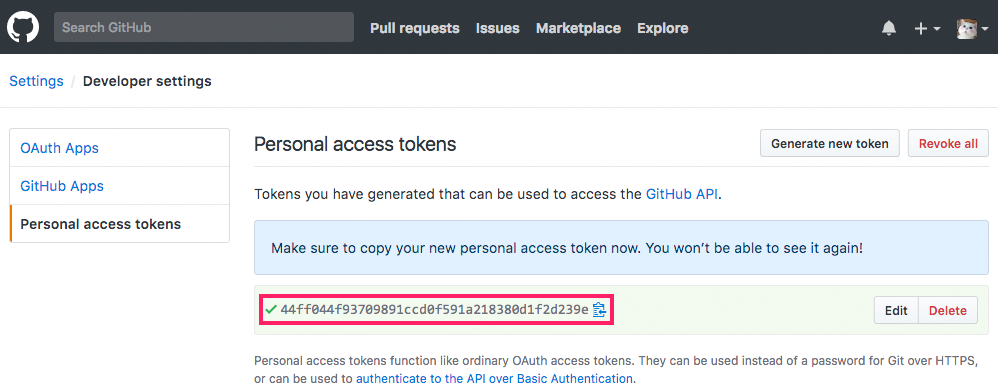 Search GitHub
Pull requests Issues Marketplace Explore
Settings / Developer settings
OAuth Apps
GitHub Apps
Personal access tokens
Personal access tokens
Generate new token
Revoke all
Tokens you have generated that can be used to access the GitHub API.
Make sure to copy your new personal access token now. You won’t be able to see it again!
44ff044f93709891ccd0f591a218380d1f2d239e
Edit
Delete
Personal access tokens function like ordinary OAuth access tokens. They can be used instead of a password for Git over HTTPS,
or can be used to authenticate to the API over Basic Authentication.